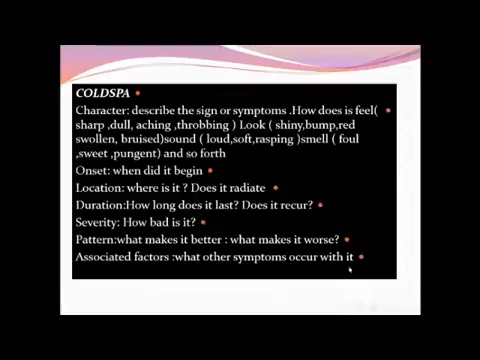 COLDSPA
Character: describe the sign or symptoms .How does is feel(
sharp ,dull, aching ,throbbing ) Look ( shiny,bump,red
swollen, bruised)sound ( loud,soft,rasping )smell ( foul
,sweet ,pungent) and so forth
Onset: when did it begin
Location: where is it ? Does it radiate
Duration:How long does it last? Does it recur?
Severity: How bad is it?
Pattern:what makes it better : what makes it worse?
Associated factors :what other symptoms occur with it